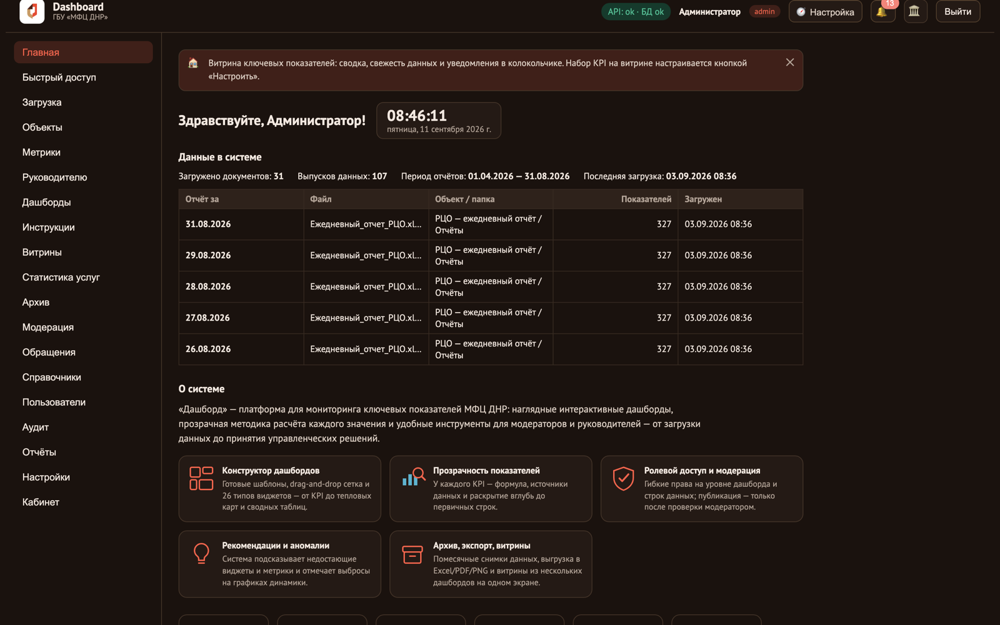 Dashboard
ГБУ «МФЦ ДНР»
API: ok · БД ok
Администратор
admin
Настройка
13
Выйти
Главная
Быстрый доступ
Загрузка
Объекты
Метрики
Руководителю
Дашборды
Инструкции
Витрины
Статистика услуг
Архив
Модерация
Обращения
Справочники
Пользователи
Аудит
Отчёты
Настройки
Кабинет
Витрина ключевых показателей: сводка, свежесть данных и уведомления в колокольчике. Набор KPI на витрине настраивается кнопкой
«Настроить».
Здравствуйте, Администратор!
08:46:11
пятница, 11 сентября 2026 г.
Данные в системе
Загружено документов: 31 Выпусков данных: 107 Период отчётов: 01.04.2026 — 31.08.2026 Последняя загрузка: 03.09.2026 08:36
Отчёт за Файл Объект / папка Показателей Загружен
31.08.2026 Ежедневный_отчет_РЦО.xl... РЦО — ежедневный отчёт / Отчёты 327 03.09.2026 08:36
29.08.2026 Ежедневный_отчет_РЦО.xl... РЦО — ежедневный отчёт / Отчёты 327 03.09.2026 08:36
28.08.2026 Ежедневный_отчет_РЦО.xl... РЦО — ежедневный отчёт / Отчёты 327 03.09.2026 08:36
27.08.2026 Ежедневный_отчет_РЦО.xl... РЦО — ежедневный отчёт / Отчёты 327 03.09.2026 08:36
26.08.2026 Ежедневный_отчет_РЦО.xl... РЦО — ежедневный отчёт / Отчёты 327 03.09.2026 08:36
О системе
«Дашборд» — платформа для мониторинга ключевых показателей МФЦ ДНР: наглядные интерактивные дашборды,
прозрачная методика расчёта каждого значения и удобные инструменты для модераторов и руководителей — от загрузки
данных до принятия управленческих решений.
Конструктор дашбордов
Готовые шаблоны, drag-and-drop сетка и
26 типов виджетов — от KPI до тепловых
карт и сводных таблиц.
Прозрачность показателей
У каждого KPI — формула, источники
данных и раскрытие вглубь до
первичных строк.
Ролевой доступ и модерация
Гибкие права на уровне дашборда и
строк данных; публикация — только
после проверки модератором.
Рекомендации и аномалии
Система подсказывает недостающие
виджеты и метрики и отмечает выбросы
на графиках динамики.
Архив, экспорт, витрины
Помесячные снимки данных, выгрузка в
Excel/PDF/PNG и витрины из нескольких
дашбордов на одном экране.